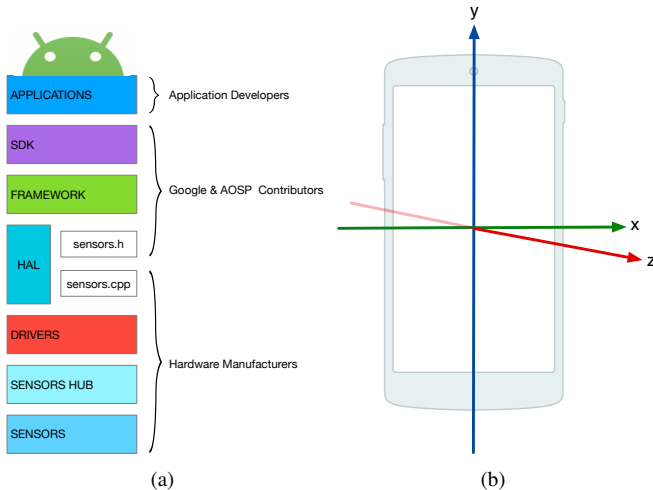 APPLICATIONS
Application Developers
SDK
Google & AOSP Contributors
FRAMEWORK
HAL
sensors.h
sensors.cpp
DRIVERS
Hardware Manufacturers
SENSORS HUB
SENSORS
(a)
y
x
z
(b)